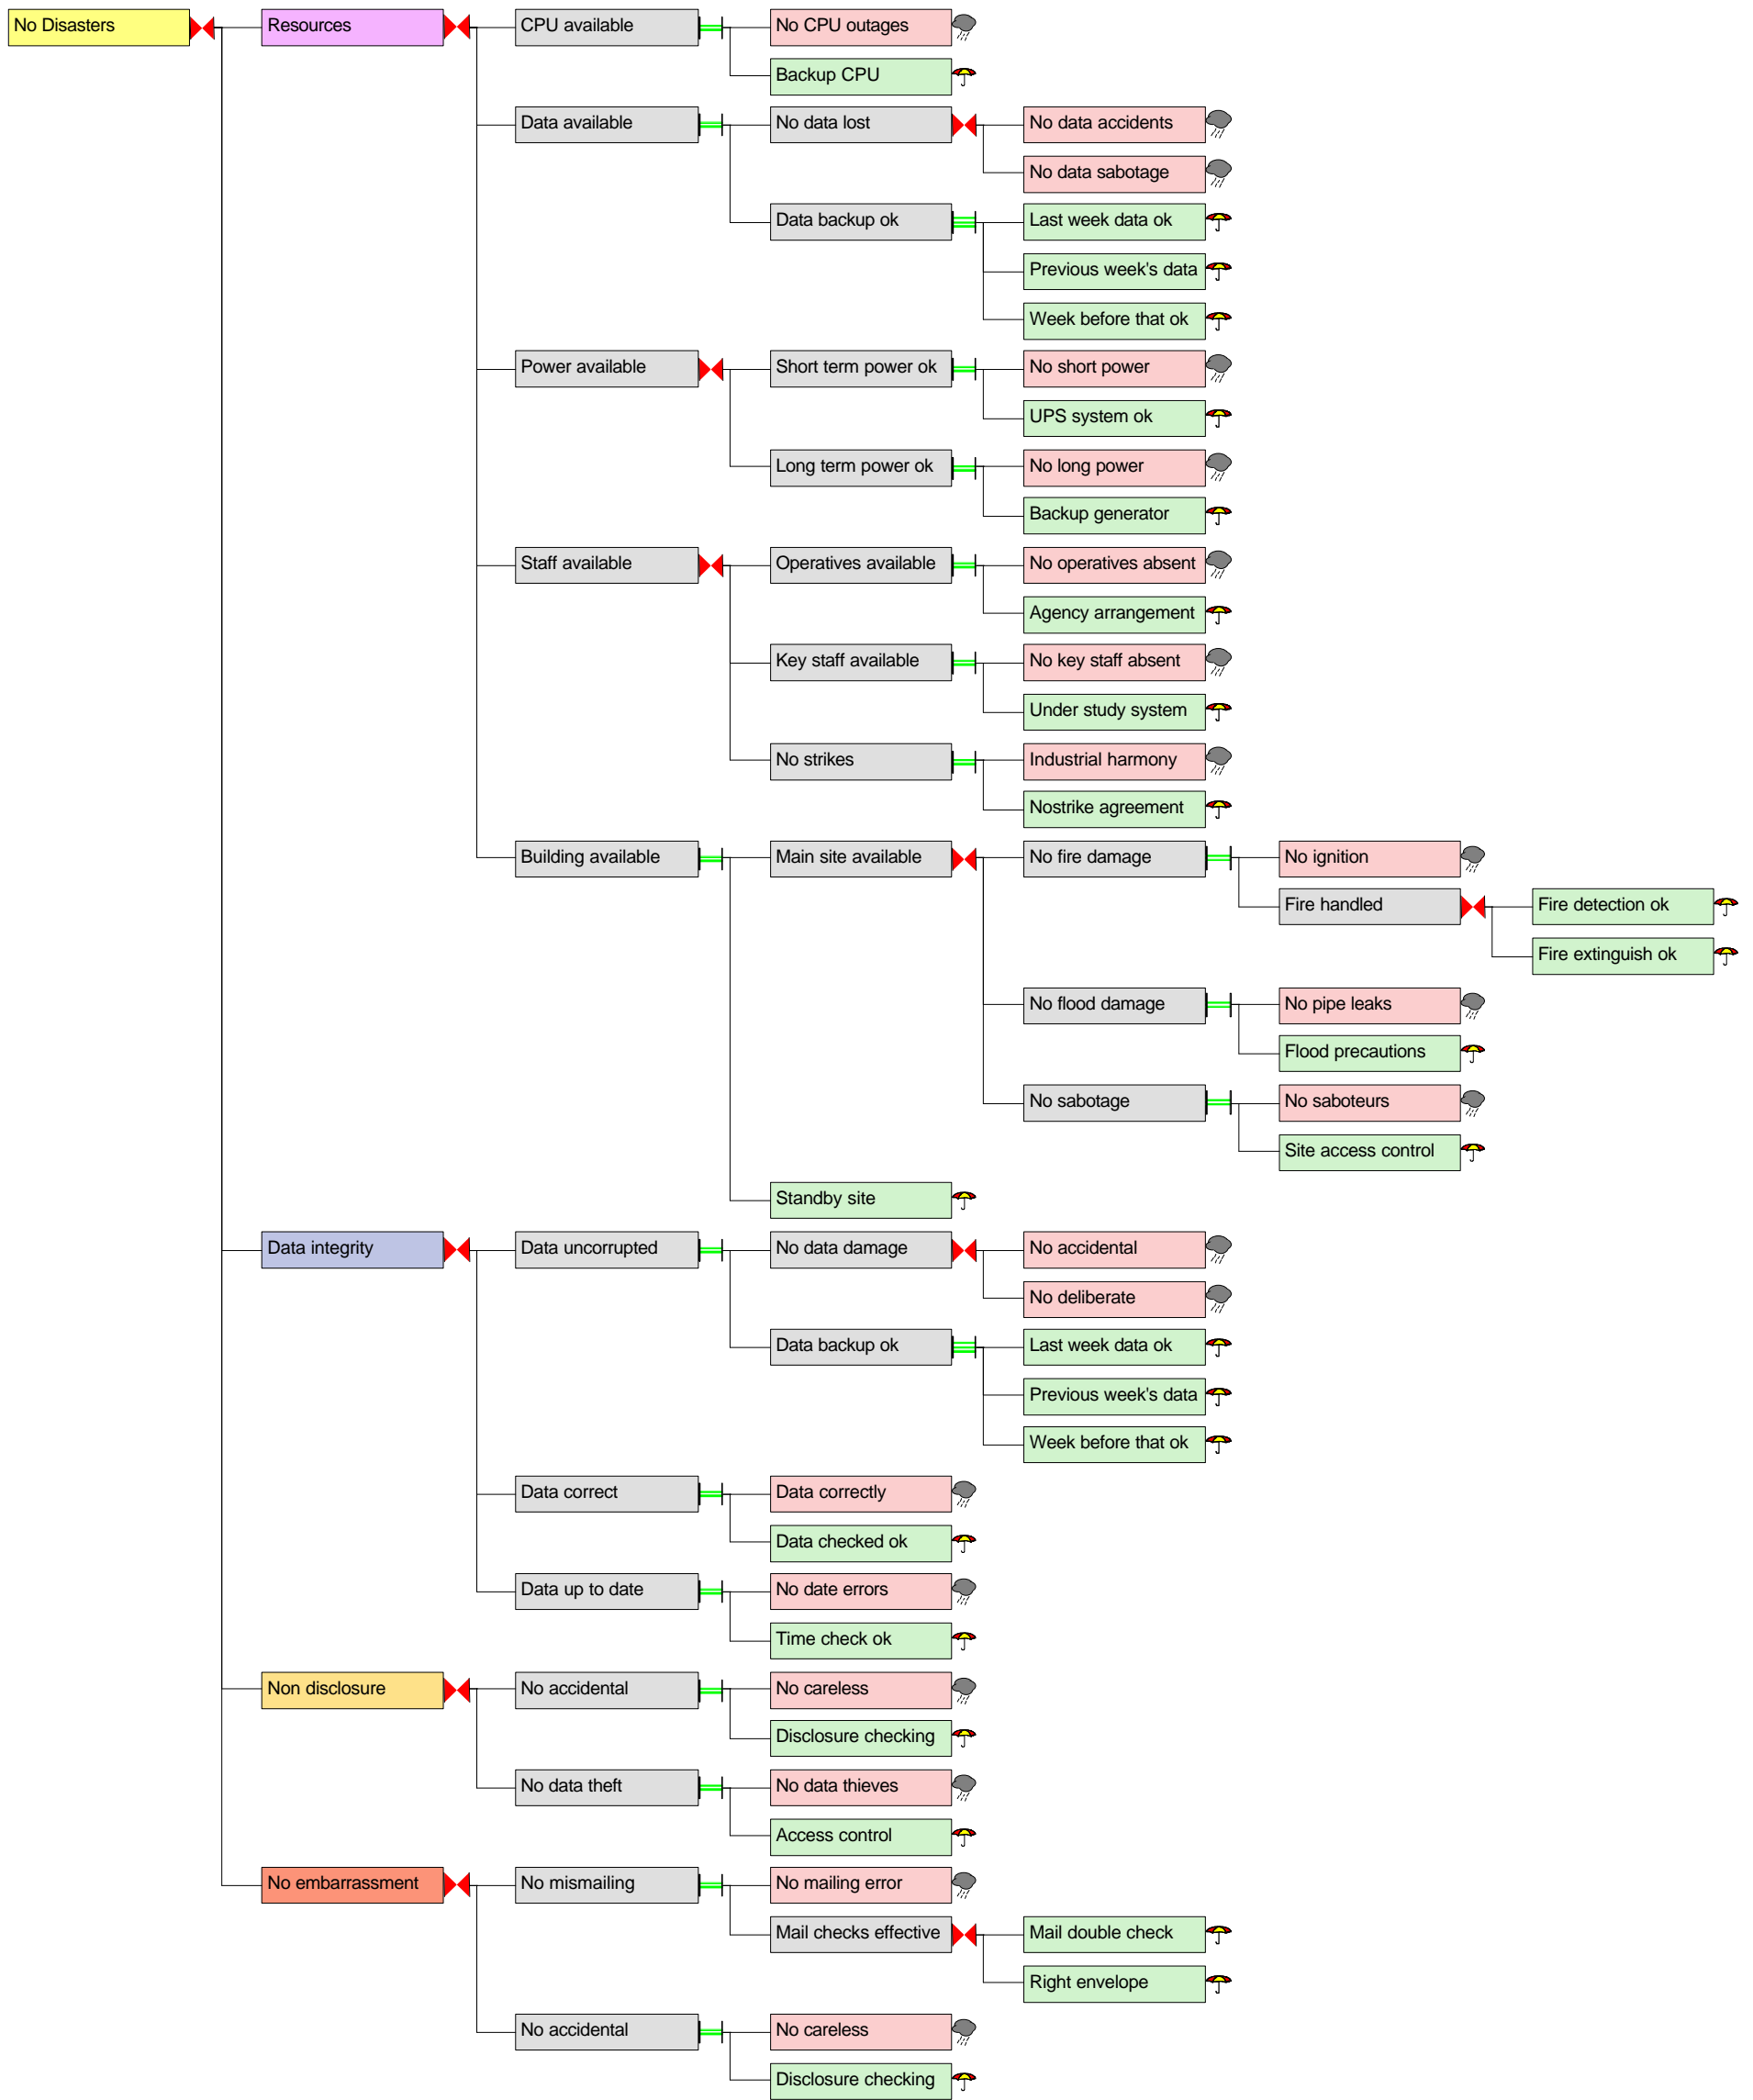 No Disasters
Resources
CPU available
No CPU outages
Backup CPU
Data available
No data lost
No data accidents
No data sabotage
Data backup ok
Last week data ok
Previous week's data
Week before that ok
Power available
Short term power ok
No short power
UPS system ok
Long term power ok
No long power
Backup generator
Staff available
Operatives available
No operatives absent
Agency arrangement
Key staff available
No key staff absent
Under study system
No strikes
Industrial harmony
Nostrike agreement
Building available
Main site available
No fire damage
No ignition
Fire handled
Fire detection ok
Fire extinguish ok
No flood damage
No pipe leaks
Flood precautions
No sabotage
No saboteurs
Site access control
Standby site
Data integrity
Data uncorrupted
No data damage
No accidental
No deliberate
Data backup ok
Last week data ok
Previous week's data
Week before that ok
Data correct
Data correctly
Data checked ok
Data up to date
No date errors
Time check ok
Non disclosure
No accidental
No careless
Disclosure checking
No data theft
No data thieves
Access control
No embarrassment
No mismailing
No mailing error
Mail checks effective
Mail double check
Right envelope
No accidental
No careless
Disclosure checking